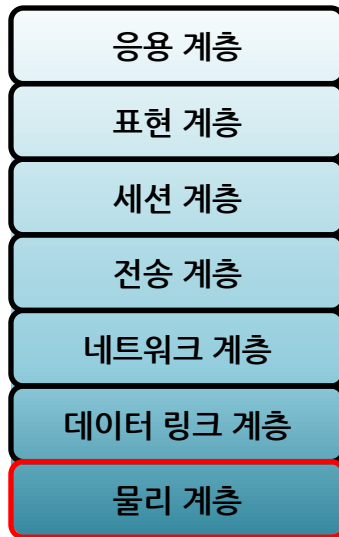 응용 계층
표현 계층
세션 계층
전송 계층
네트워크 계층
데이터 링크 계층
물리 계층